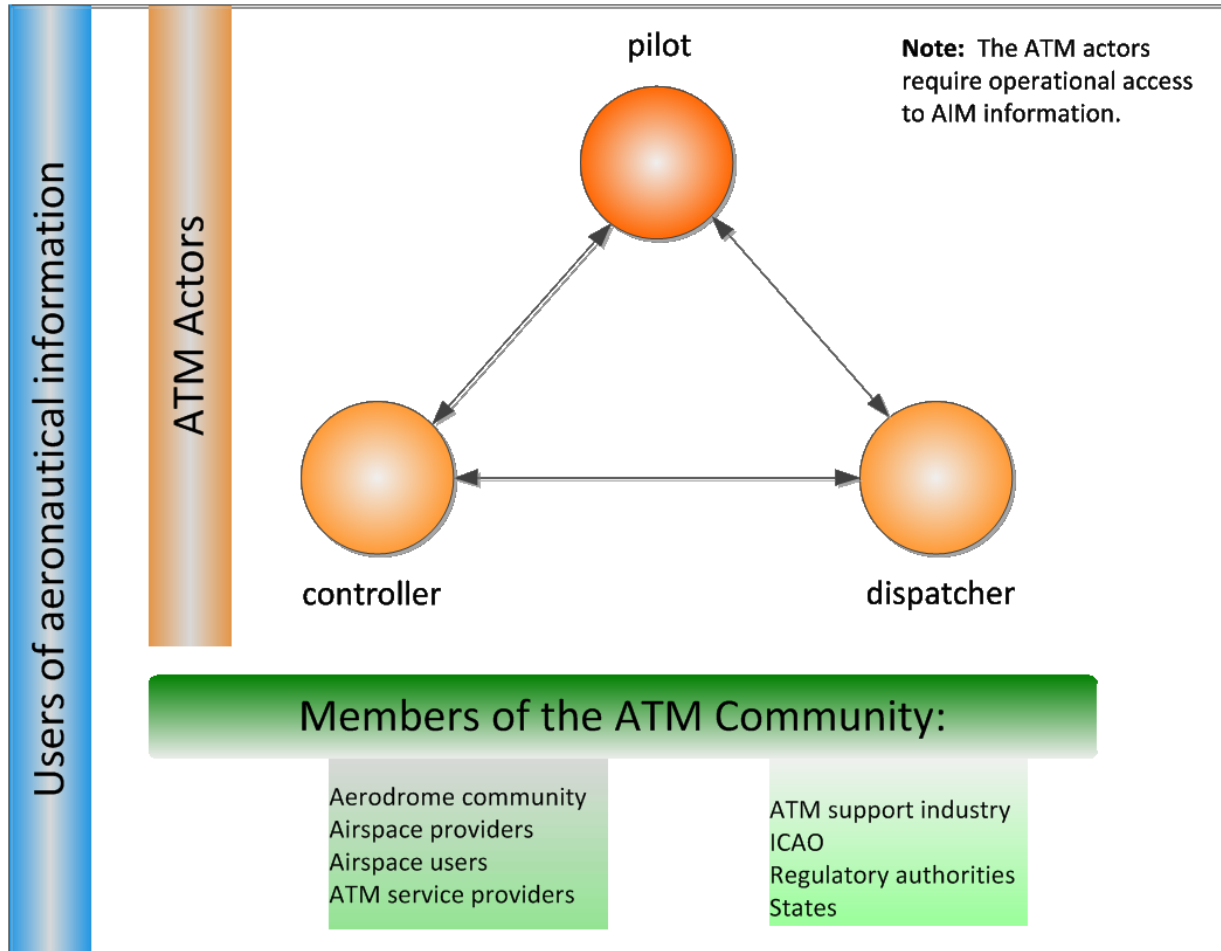 Users of aeronautical information
ATM Actors
pilot
Note: The ATM actors
require operational access
to AIM information.
controller
dispatcher
Members of the ATM Community:
Aerodrome community
Airspace providers
Airspace users
ATM service providers
ATM support industry
ICAO
Regulatory authorities
States